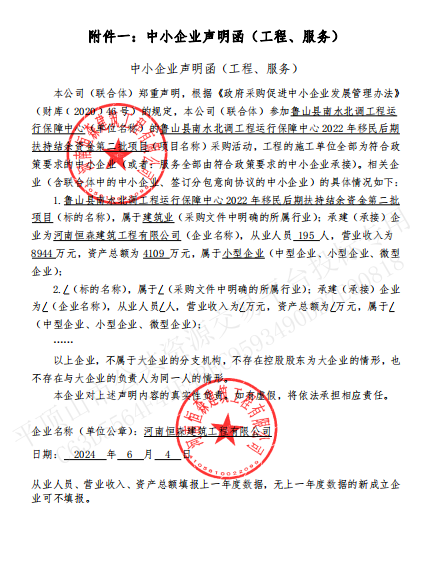 附件一：中小企业声明函（工程、服务）
中小企业声明函（工程、服务）
本公司（联合体）郑重声明，根据《政府采购促进中小企业发展管理办法》
（财库﹝2020﹞46号）的规定，本公司（联合体）参加鲁山县南水北调工程运
行保障中心（单位名称）的鲁山县南水北调工程运行保障中心2022年移民后期
扶持结余资金第二批项目（项目名称）采购活动，工程的施工单位全部为符合政
策要求的中小企业（或者：服务全部由符合政策要求的中小企业承接）。相关企
业（含联合体中的中小企业、签订分包意向协议的中小企业）的具体情况如下：
1.鲁山县南水北调工程运行保障中心2022年移民后期扶持结余资金第二批
项目（标的名称），属于建筑业（采购文件中明确的所属行业）；承建（承接）企
业为河南恒森建筑工程有限公司（企业名称），从业人员 195 人，营业收入为
8944 万元，资产总额为 4109 万元，属于小型企业（中型企业、小型企业、微型
企业）；
2./（标的名称），属于/（采购文件中明确的所属行业）；承建（承接）企业
为/（企业名称），从业人员/人，营业收入为/万元，资产总额为/万元，属于/
（中型企业、小型企业、微型企业）；
……
以上企业，不属于大企业的分支机构，不存在控股股东为大企业的情形，也
不存在与大企业的负责人为同一人的情形。
本企业对上述声明内容的真实性负责。如有虚假，将依法承担相应责任。
企业名称（单位公章）：河南恒森建筑工程有限公司
日期： 2024 年 6 月 4 日
从业人员、营业收入、资产总额填报上一年度数据，无上一年度数据的新成立企
业可不填报。
河南恒森建筑工程有限公司